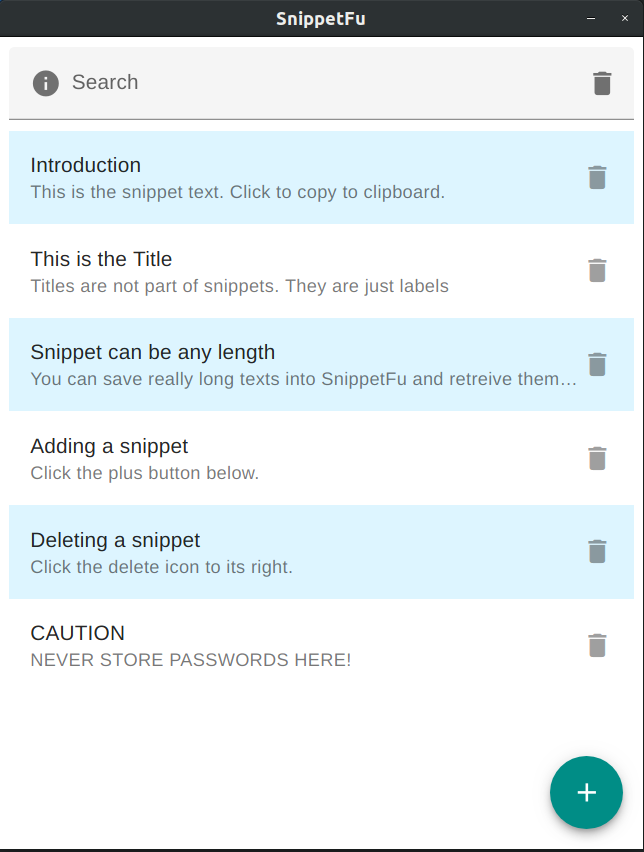 SnippetFu
Search
Introduction
This is the snippet text. Click to copy to clipboard.
This is the Title
Titles are not part of snippets. They are just labels
Snippet can be any length
You can save really long texts into SnippetFu and retreive them…
Adding a snippet
Click the plus button below.
Deleting a snippet
Click the delete icon to its right.
CAUTION
NEVER STORE PASSWORDS HERE!